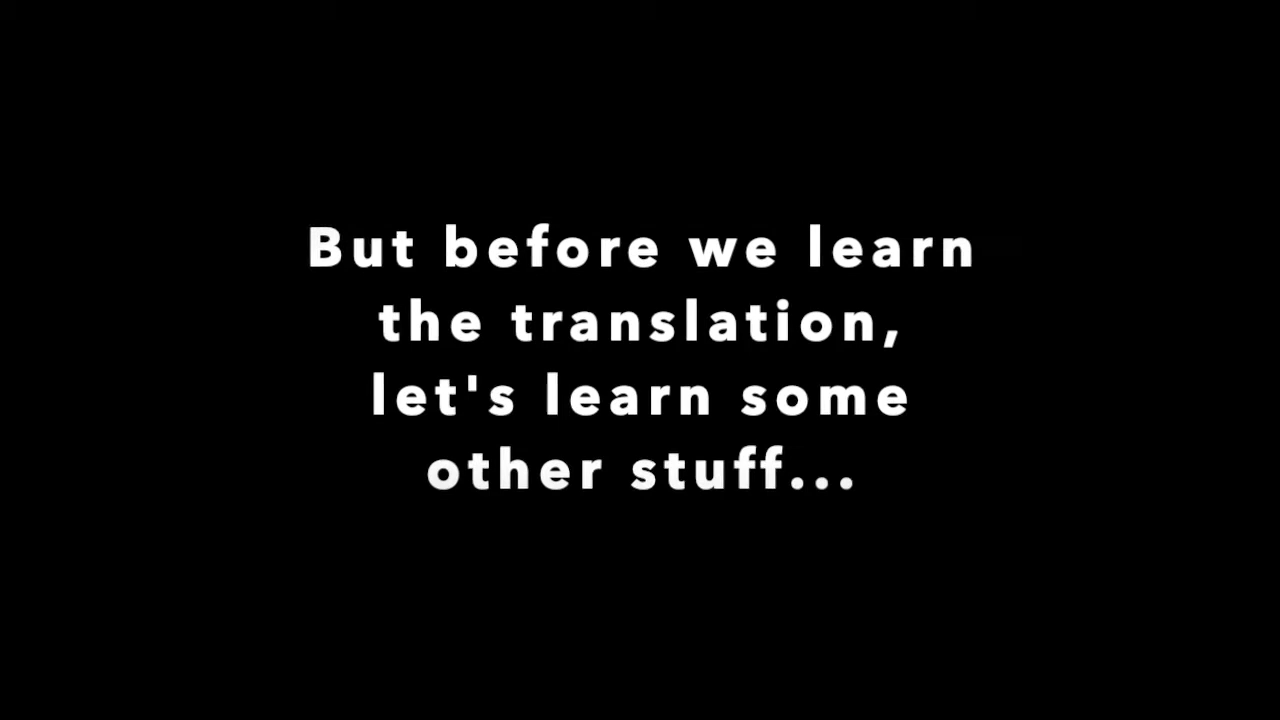 But before we learn
the translation,
let's learn some
other stuff...